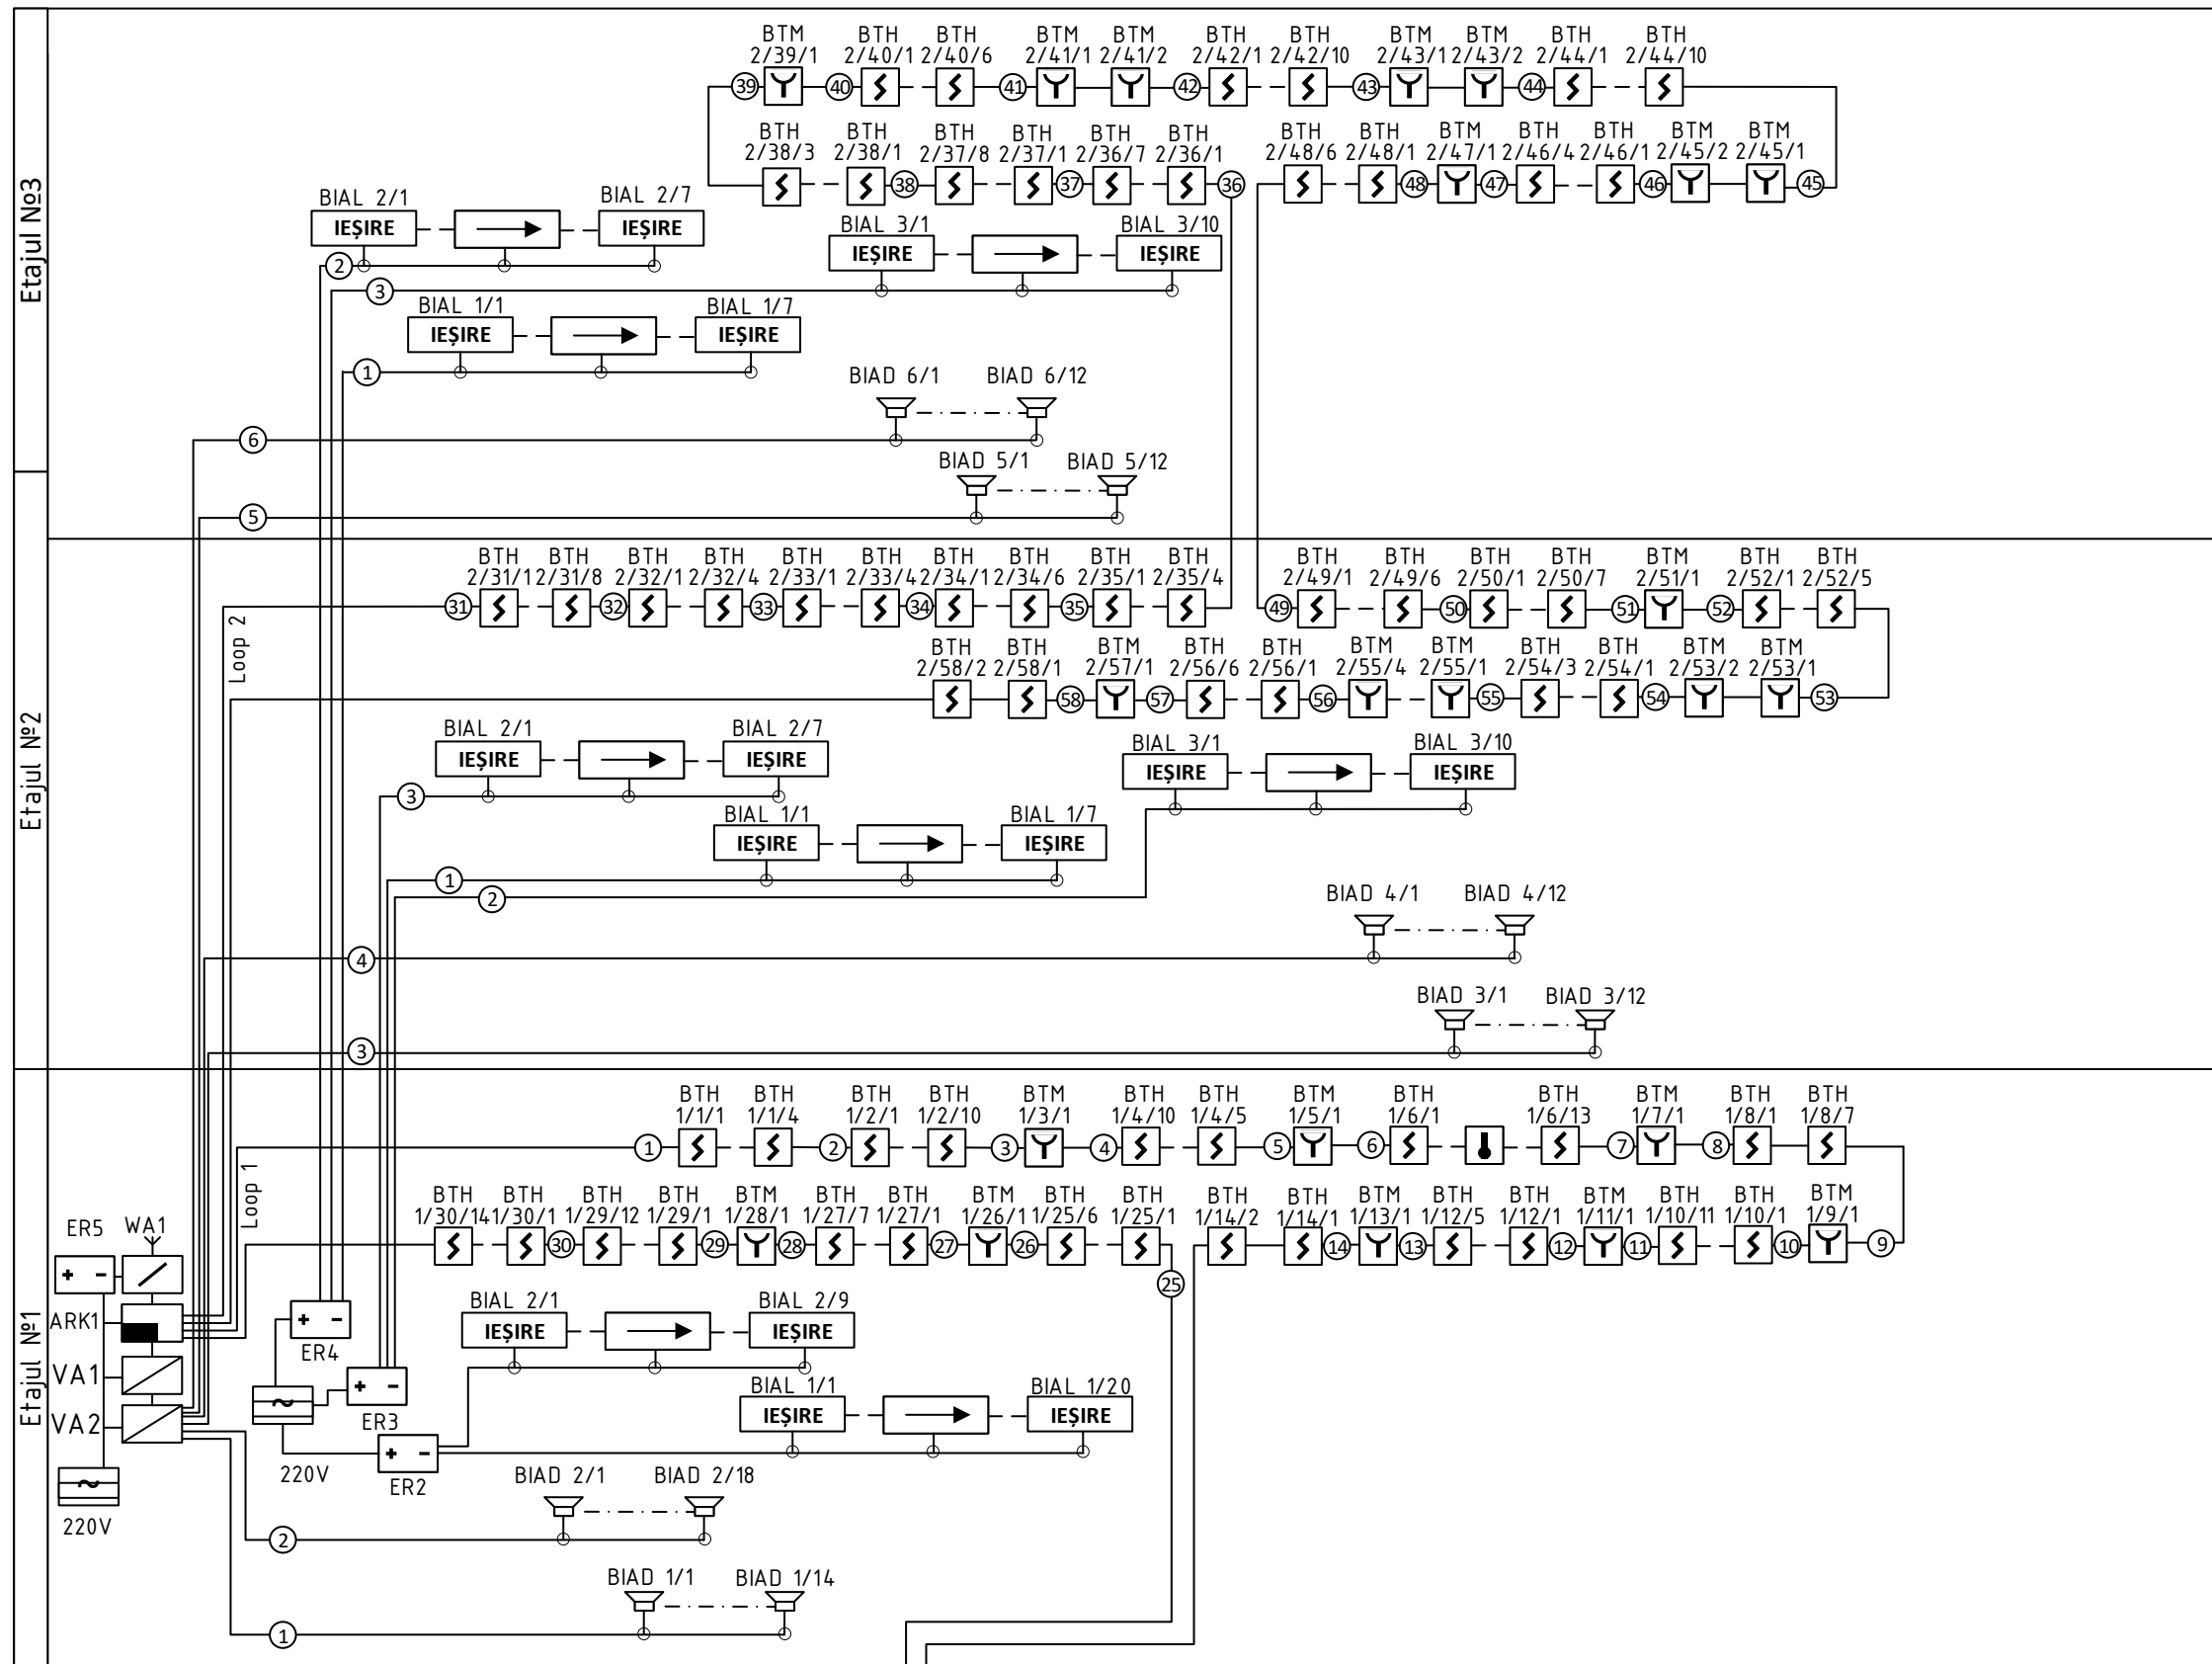 Etajul №3
BTM BTH BTH BTM BTM BTH BTH BTM BTM BTH BTH
2/39/1 2/40/1 2/40/6 2/41/1 2/41/2 2/42/1 2/42/10 2/43/1 2/43/2 2/44/1 2/44/10
39 40 41 42 43 44
BTH BTH BTH BTH BTH BTH BTH BTH BTM BTH BTH BTM BTM
2/38/3 2/38/1 2/37/8 2/37/1 2/36/7 2/36/1 2/48/6 2/48/1 2/47/1 2/46/4 2/46/1 2/45/2 2/45/1
38 37 36 48 47 46 45
BIAL 2/1 BIAL 2/7
IEȘIRE IEȘIRE
2
BIAL 3/1 BIAL 3/10
IEȘIRE IEȘIRE
3
BIAL 1/1 BIAL 1/7
IEȘIRE IEȘIRE
1
BIAD 6/1 BIAD 6/12
6
BIAD 5/1 BIAD 5/12
5
Etajul №2
BTH BTH BTH BTH BTH BTH BTH BTH BTH BTH BTH BTH BTH BTH BTM BTH BTH
2/31/1 2/31/8 2/32/1 2/32/4 2/33/1 2/33/4 2/34/1 2/34/6 2/35/1 2/35/4 2/49/1 2/49/6 2/50/1 2/50/7 2/51/1 2/52/1 2/52/5
31 32 33 34 35 49 50 51 52
Loop 2
BTH BTH BTM BTH BTH BTM BTM BTH BTH BTM BTM
2/58/2 2/58/1 2/57/1 2/56/6 2/56/1 2/55/4 2/55/1 2/54/3 2/54/1 2/53/2 2/53/1
58 57 56 55 54 53
BIAL 2/1 BIAL 2/7
IEȘIRE IEȘIRE
3
BIAL 3/1 BIAL 3/10
IEȘIRE IEȘIRE
BIAL 1/1 BIAL 1/7
IEȘIRE IEȘIRE
1
2
BIAD 4/1 BIAD 4/12
4
BIAD 3/1 BIAD 3/12
3
Etajul №1
BTH BTH BTH BTH BTM BTH BTH BTM BTH BTH BTM BTH BTH
1/1/1 1/1/4 1/2/1 1/2/10 1/3/1 1/4/10 1/4/5 1/5/1 1/6/1 1/6/13 1/7/1 1/8/1 1/8/7
1 2 3 4 5 6 7 8
Loop 1
BTH BTH BTH BTH BTM BTH BTH BTM BTH BTH BTH BTH BTM BTH BTH BTM BTH BTH BTM
1/30/14 1/30/1 1/29/12 1/29/1 1/28/1 1/27/7 1/27/1 1/26/1 1/25/6 1/25/1 1/14/2 1/14/1 1/13/1 1/12/5 1/12/1 1/11/1 1/10/11 1/10/1 1/9/1
30 29 28 27 26 14 13 12 11 10 9
25
ER5 WA1
+ -
ARK1
VA1
VA2
~
220V
+ -
ER4
+ -
ER3
~
220V
+ -
ER2
BIAL 2/1 BIAL 2/9
IEȘIRE IEȘIRE
BIAL 1/1 BIAL 1/20
IEȘIRE IEȘIRE
BIAD 2/1 BIAD 2/18
2
BIAD 1/1 BIAD 1/14
1